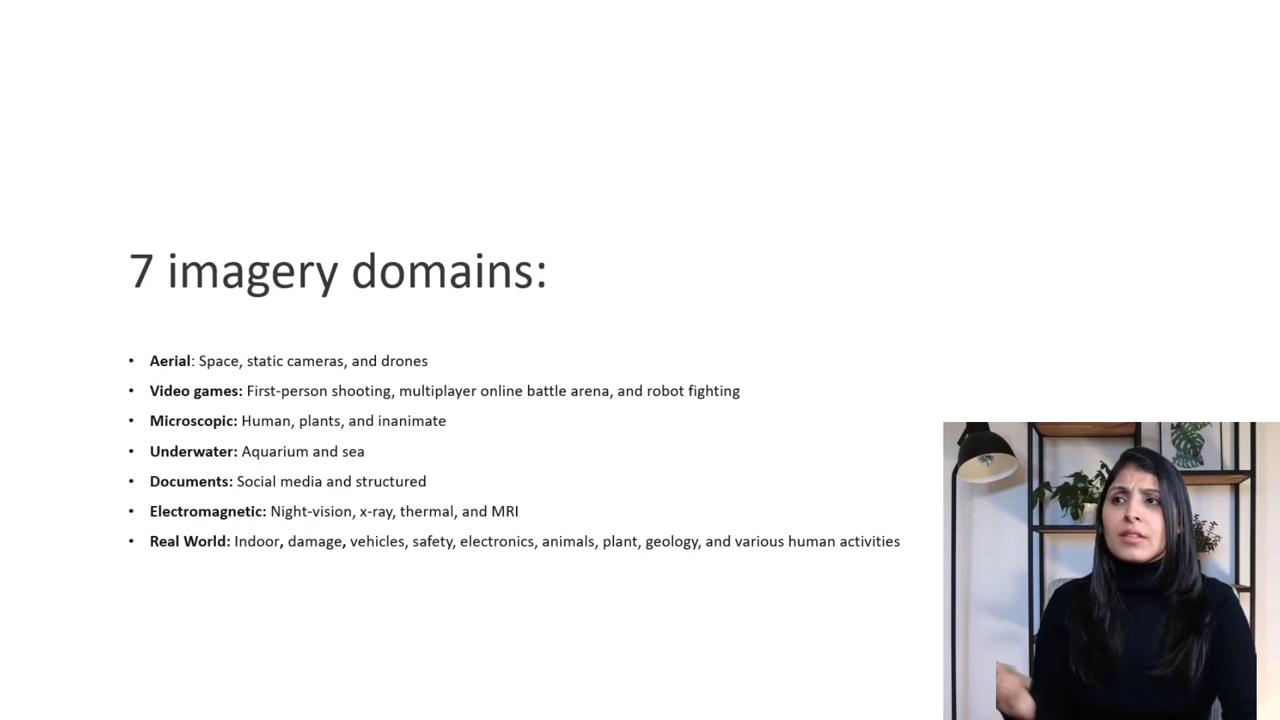 7 imagery domains:
• Aerial: Space, static cameras, and drones
• Video games: First-person shooting, multiplayer online battle arena, and robot fighting
• Microscopic: Human, plants, and inanimate
• Underwater: Aquarium and sea
• Documents: Social media and structured
• Electromagnetic: Night-vision, x-ray, thermal, and MRI
• Real World: Indoor, damage, vehicles, safety, electronics, animals, plant, geology, and various human activities